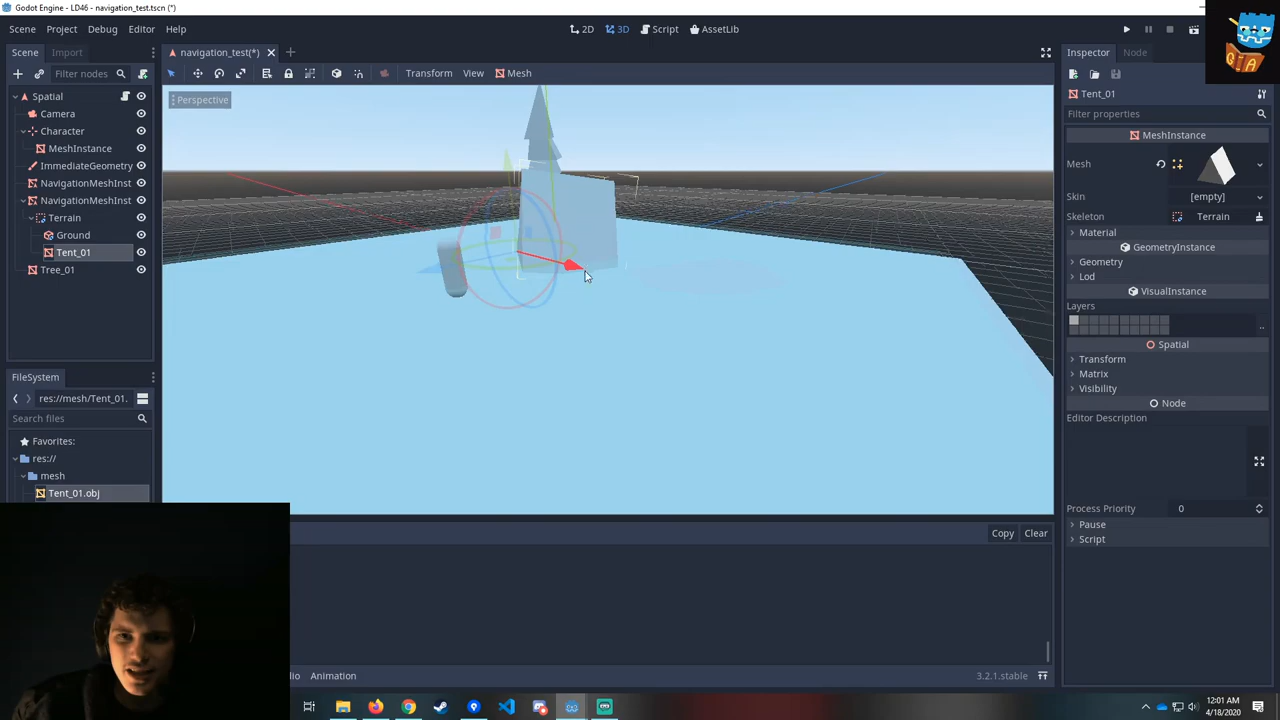 Godot Engine - LD46 - navigation_test.tscn (*)
Scene Project Debug Editor Help
2D 3D Script AssetLib
Scene Import
navigation_test(*)
Inspector Node
Filter nodes
Transform View Mesh
Perspective
Tent_01
Filter properties
MeshInstance
Mesh
Skin [empty]
Skeleton Terrain
Material
GeometryInstance
Geometry
Lod
VisualInstance
Layers
Spatial
Transform
Matrix
Visibility
Node
Editor Description
Process Priority 0
Pause
Script
Spatial
Camera
Character
MeshInstance
ImmediateGeometry
NavigationMeshInst
NavigationMeshInst
Terrain
Ground
Tent_01
Tree_01
FileSystem
res://mesh/Tent_01.
Search files
Favorites:
res://
mesh
Tent_01.obj
Copy Clear
dio Animation
3.2.1.stable
12:01 AM
4/18/2020
G A